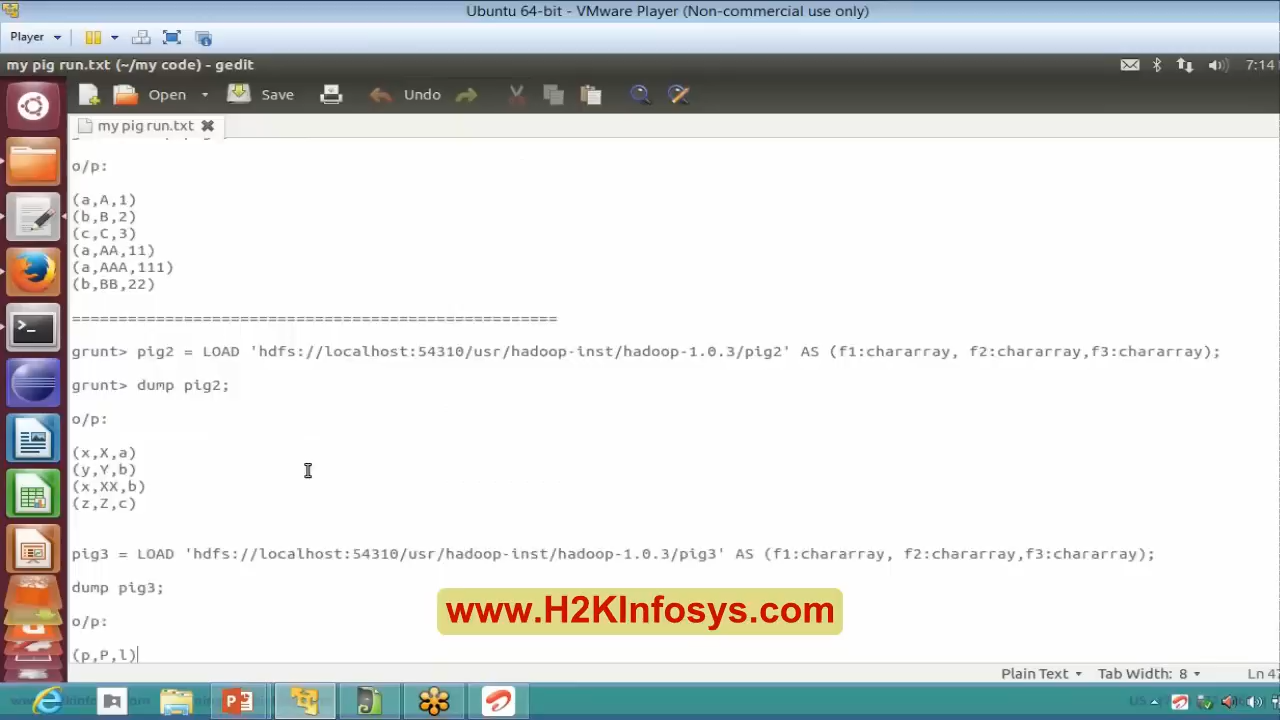 Ubuntu 64-bit - VMware Player (Non-commercial use only)
Player
my pig run.txt (~/my code) - gedit
7:14
Open
Save
Undo
my pig run.txt
o/p:
(a,A,1)
(b,B,2)
(c,C,3)
(a,AA,11)
(a,AAA,111)
(b,BB,22)
====================================================
grunt> pig2 = LOAD 'hdfs://localhost:54310/usr/hadoop-inst/hadoop-1.0.3/pig2' AS (f1:chararray, f2:chararray,f3:chararray);
grunt> dump pig2;
o/p:
(x,X,a)
(y,Y,b)
(x,XX,b)
(z,Z,c)
pig3 = LOAD 'hdfs://localhost:54310/usr/hadoop-inst/hadoop-1.0.3/pig3' AS (f1:chararray, f2:chararray,f3:chararray);
dump pig3;
www.H2KInfosys.com
o/p:
(p,P,l)
Plain Text
Tab Width: 8
Ln 47